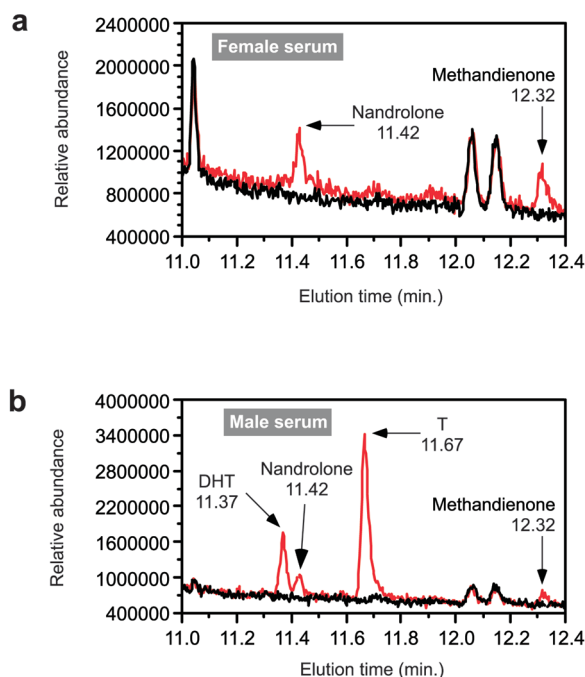 a
Female serum
Relative abundance
2400000
2000000
1600000
1200000
800000
400000
Nandrolone
11.42
Methandienone
12.32
11.0 11.2 11.4 11.6 11.8 12.0 12.2 12.4
Elution time (min.)
b
Male serum
Relative abundance
4000000
3400000
2800000
2200000
1600000
1000000
400000
DHT
11.37
Nandrolone
11.42
T
11.67
Methandienone
12.32
11.0 11.2 11.4 11.6 11.8 12.0 12.2 12.4
Elution time (min.)